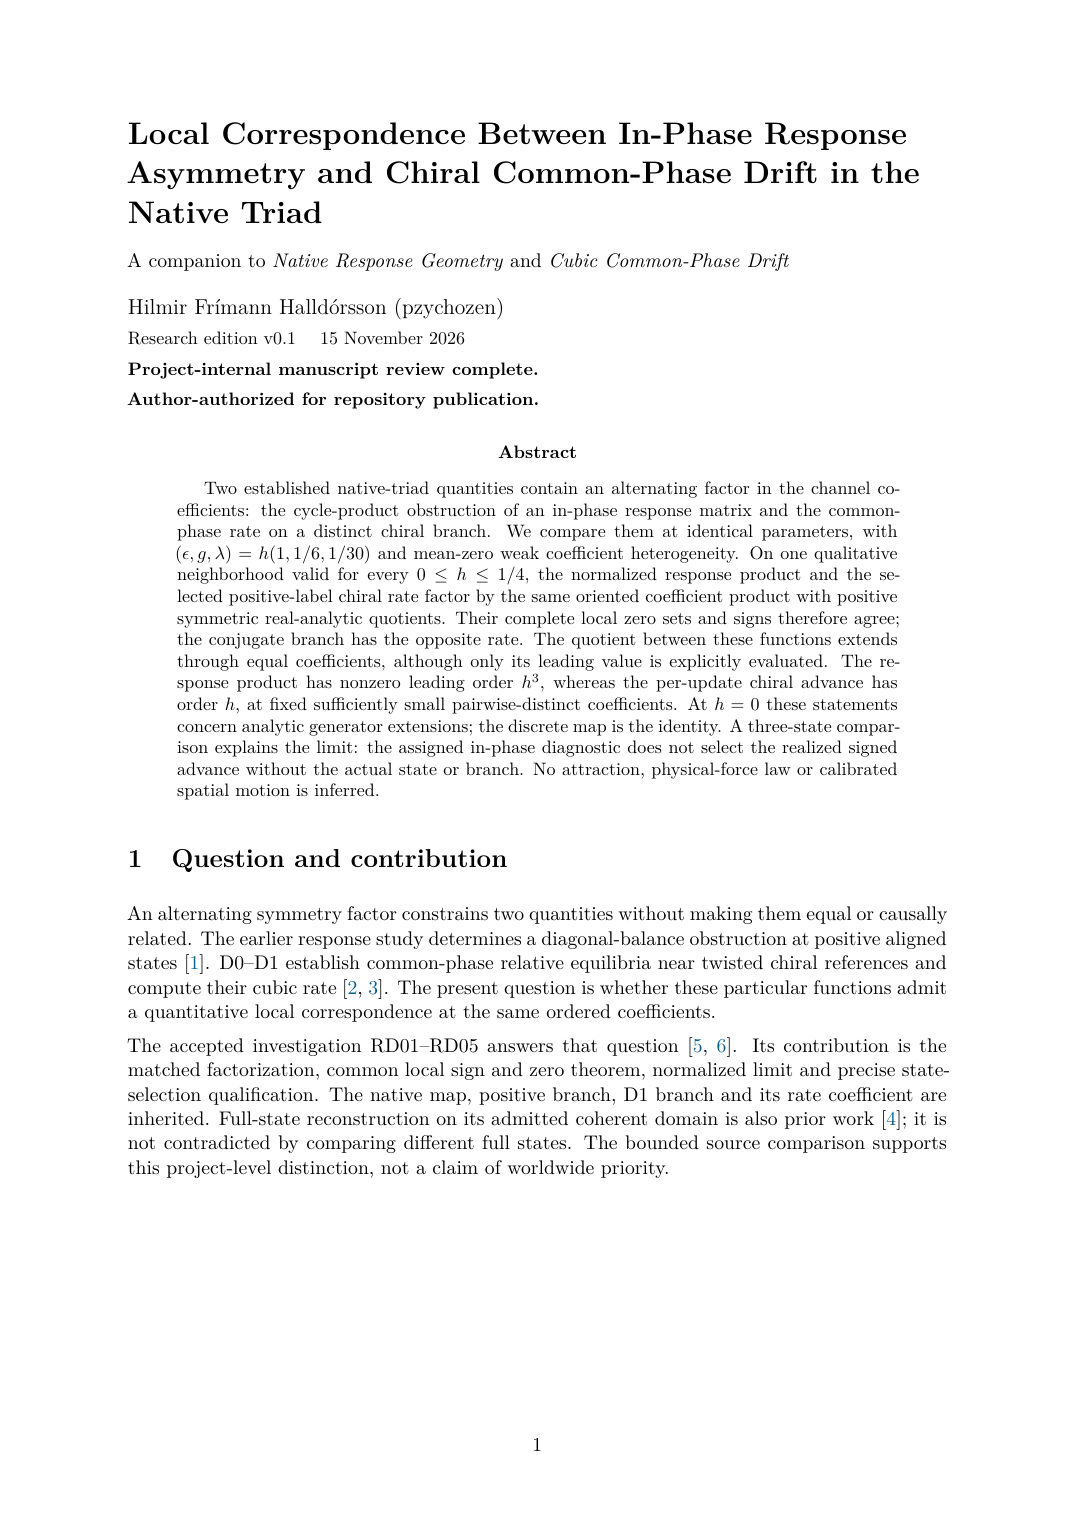 Local Correspondence Between In-Phase Response
Asymmetry and Chiral Common-Phase Drift in the
Native Triad
A companion to Native Response Geometry and Cubic Common-Phase Drift
Hilmir Frímann Halldórsson (pzychozen)
Research edition v0.1 15 November 2026
Project-internal manuscript review complete.
Author-authorized for repository publication.
Abstract
Two established native-triad quantities contain an alternating factor in the channel co-
efficients: the cycle-product obstruction of an in-phase response matrix and the common-
phase rate on a distinct chiral branch. We compare them at identical parameters, with
(ϵ, g, λ) = h(1, 1/6, 1/30) and mean-zero weak coefficient heterogeneity. On one qualitative
neighborhood valid for every 0 ≤ h ≤ 1/4, the normalized response product and the se-
lected positive-label chiral rate factor by the same oriented coefficient product with positive
symmetric real-analytic quotients. Their complete local zero sets and signs therefore agree;
the conjugate branch has the opposite rate. The quotient between these functions extends
through equal coefficients, although only its leading value is explicitly evaluated. The re-
sponse product has nonzero leading order h³, whereas the per-update chiral advance has
order h, at fixed sufficiently small pairwise-distinct coefficients. At h = 0 these statements
concern analytic generator extensions; the discrete map is the identity. A three-state compar-
ison explains the limit: the assigned in-phase diagnostic does not select the realized signed
advance without the actual state or branch. No attraction, physical-force law or calibrated
spatial motion is inferred.
1 Question and contribution
An alternating symmetry factor constrains two quantities without making them equal or causally
related. The earlier response study determines a diagonal-balance obstruction at positive aligned
states [1]. D0–D1 establish common-phase relative equilibria near twisted chiral references and
compute their cubic rate [2, 3]. The present question is whether these particular functions admit
a quantitative local correspondence at the same ordered coefficients.
The accepted investigation RD01–RD05 answers that question [5, 6]. Its contribution is the
matched factorization, common local sign and zero theorem, normalized limit and precise state-
selection qualification. The native map, positive branch, D1 branch and its rate coefficient are
inherited. Full-state reconstruction on its admitted coherent domain is also prior work [4]; it is
not contradicted by comparing different full states. The bounded source comparison supports
this project-level distinction, not a claim of worldwide priority.
1